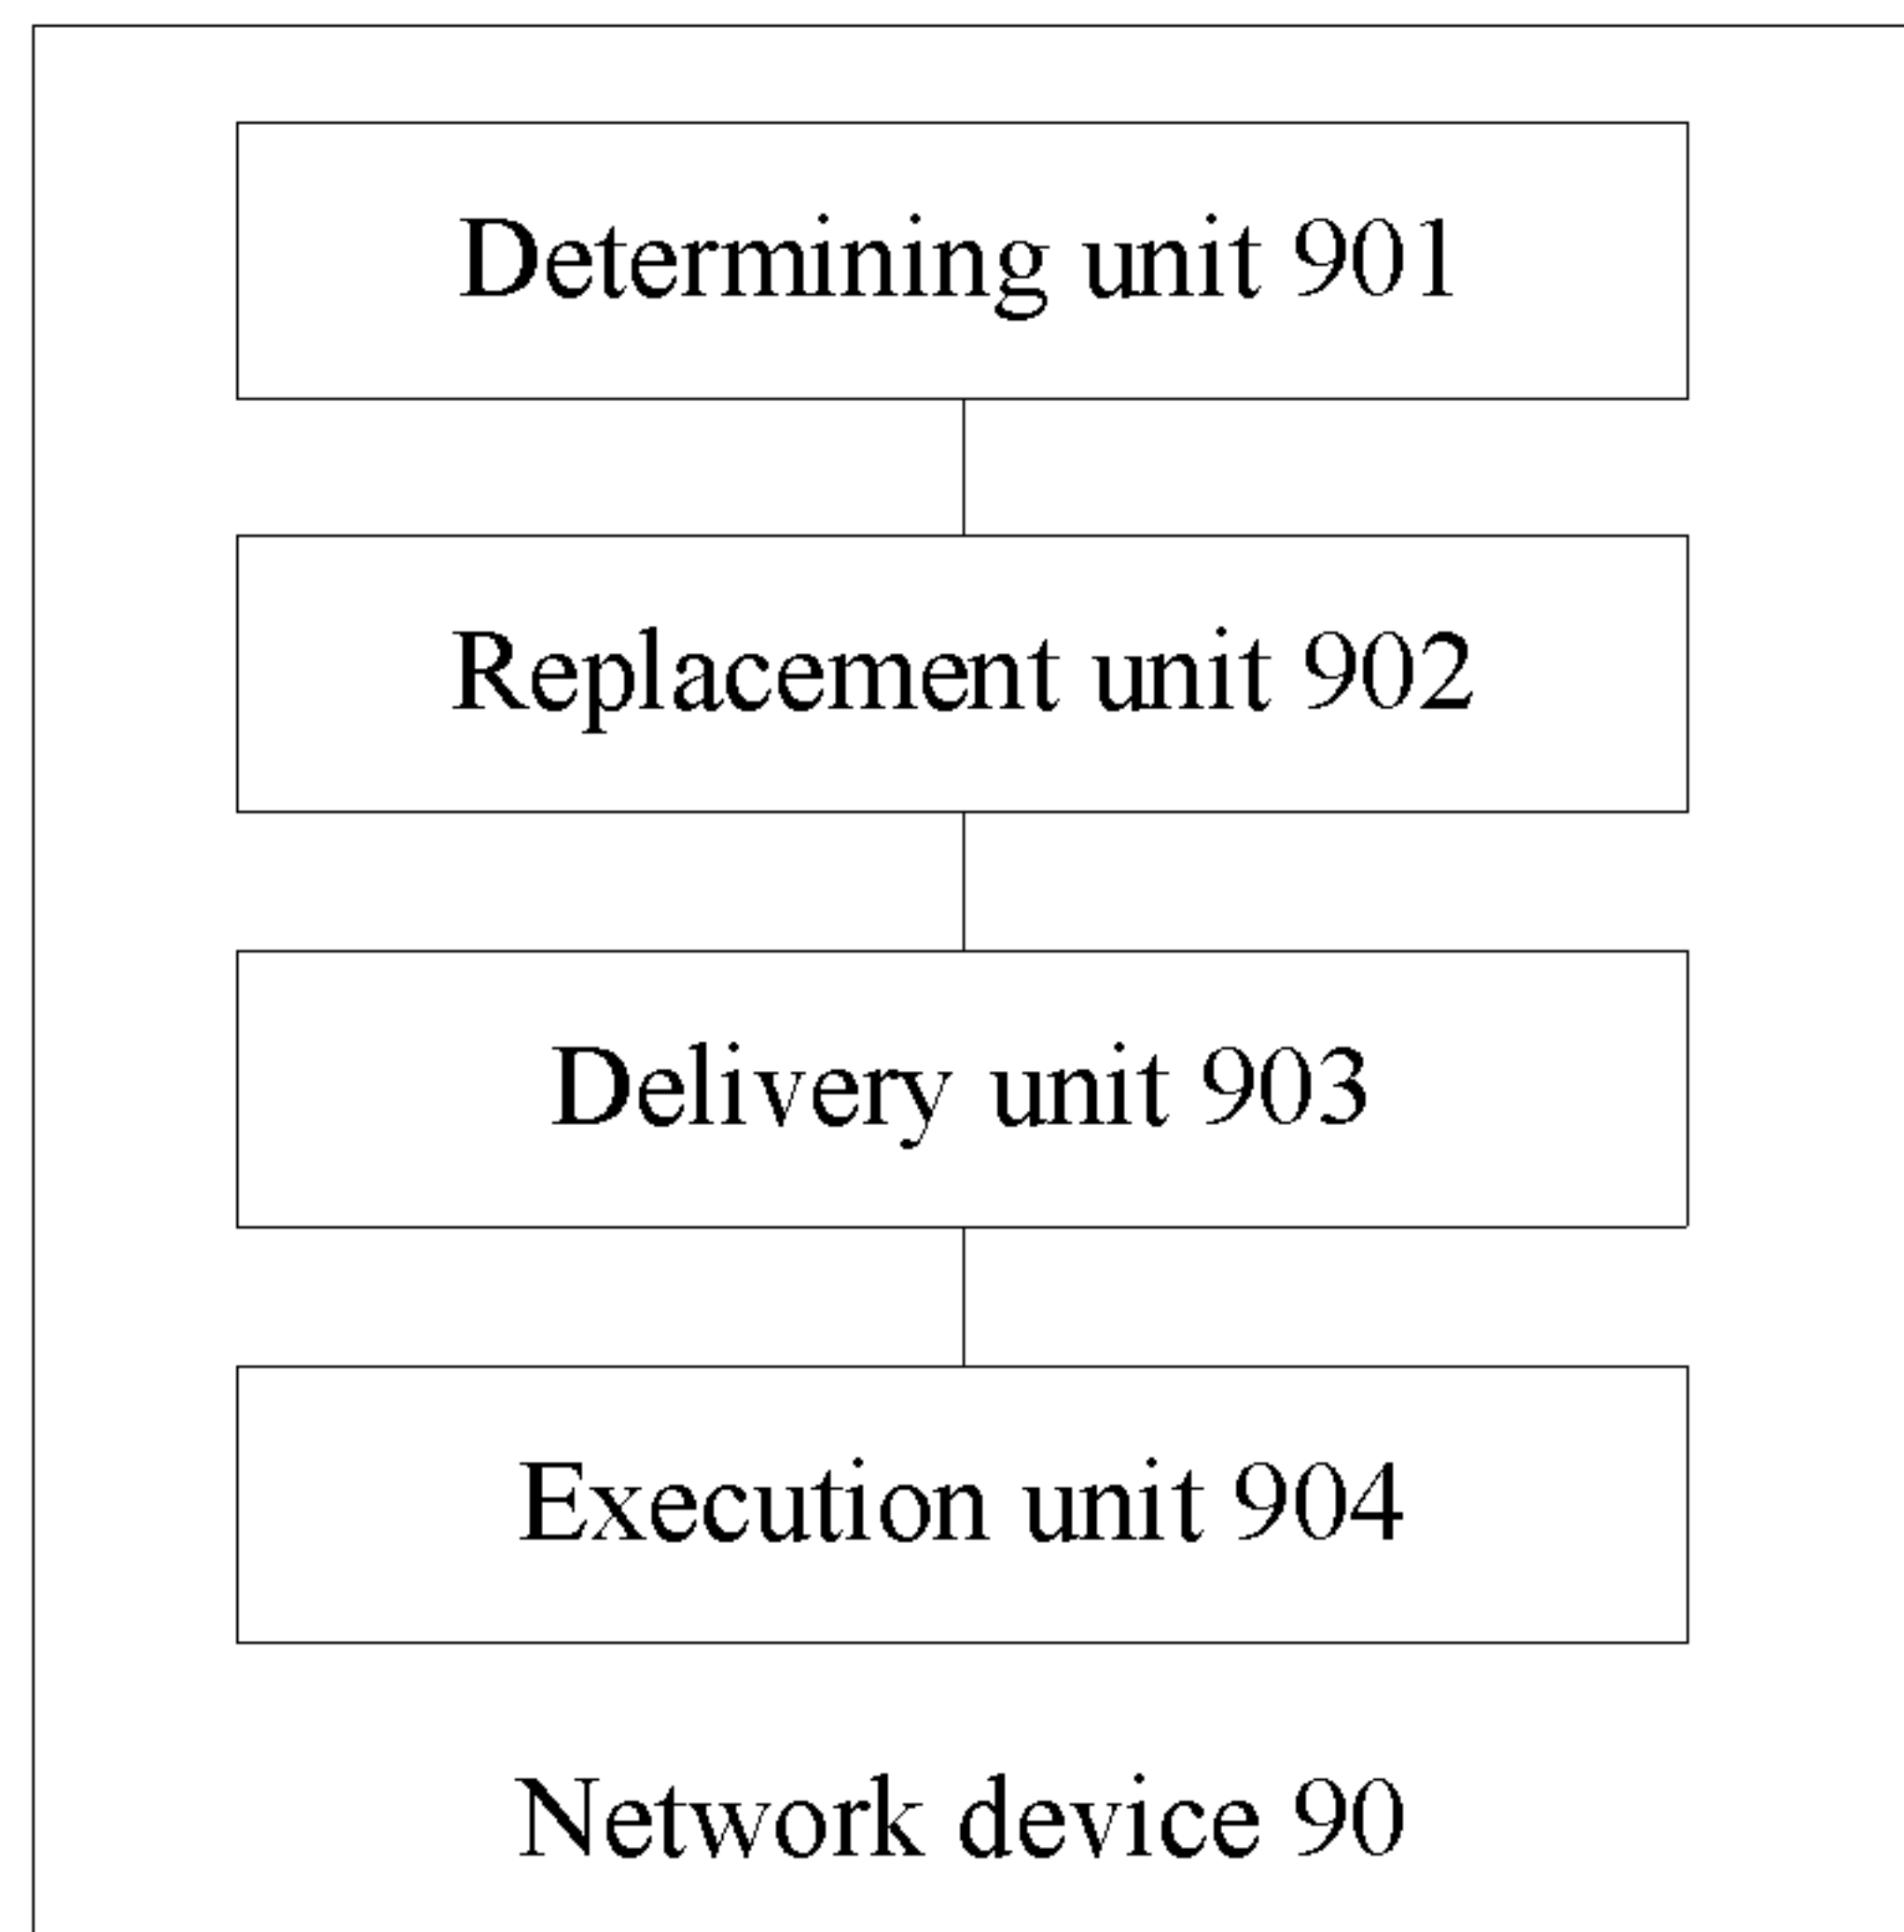 Determining unit 901
Replacement unit 902
Delivery unit 903
Execution unit 904
Network device 90